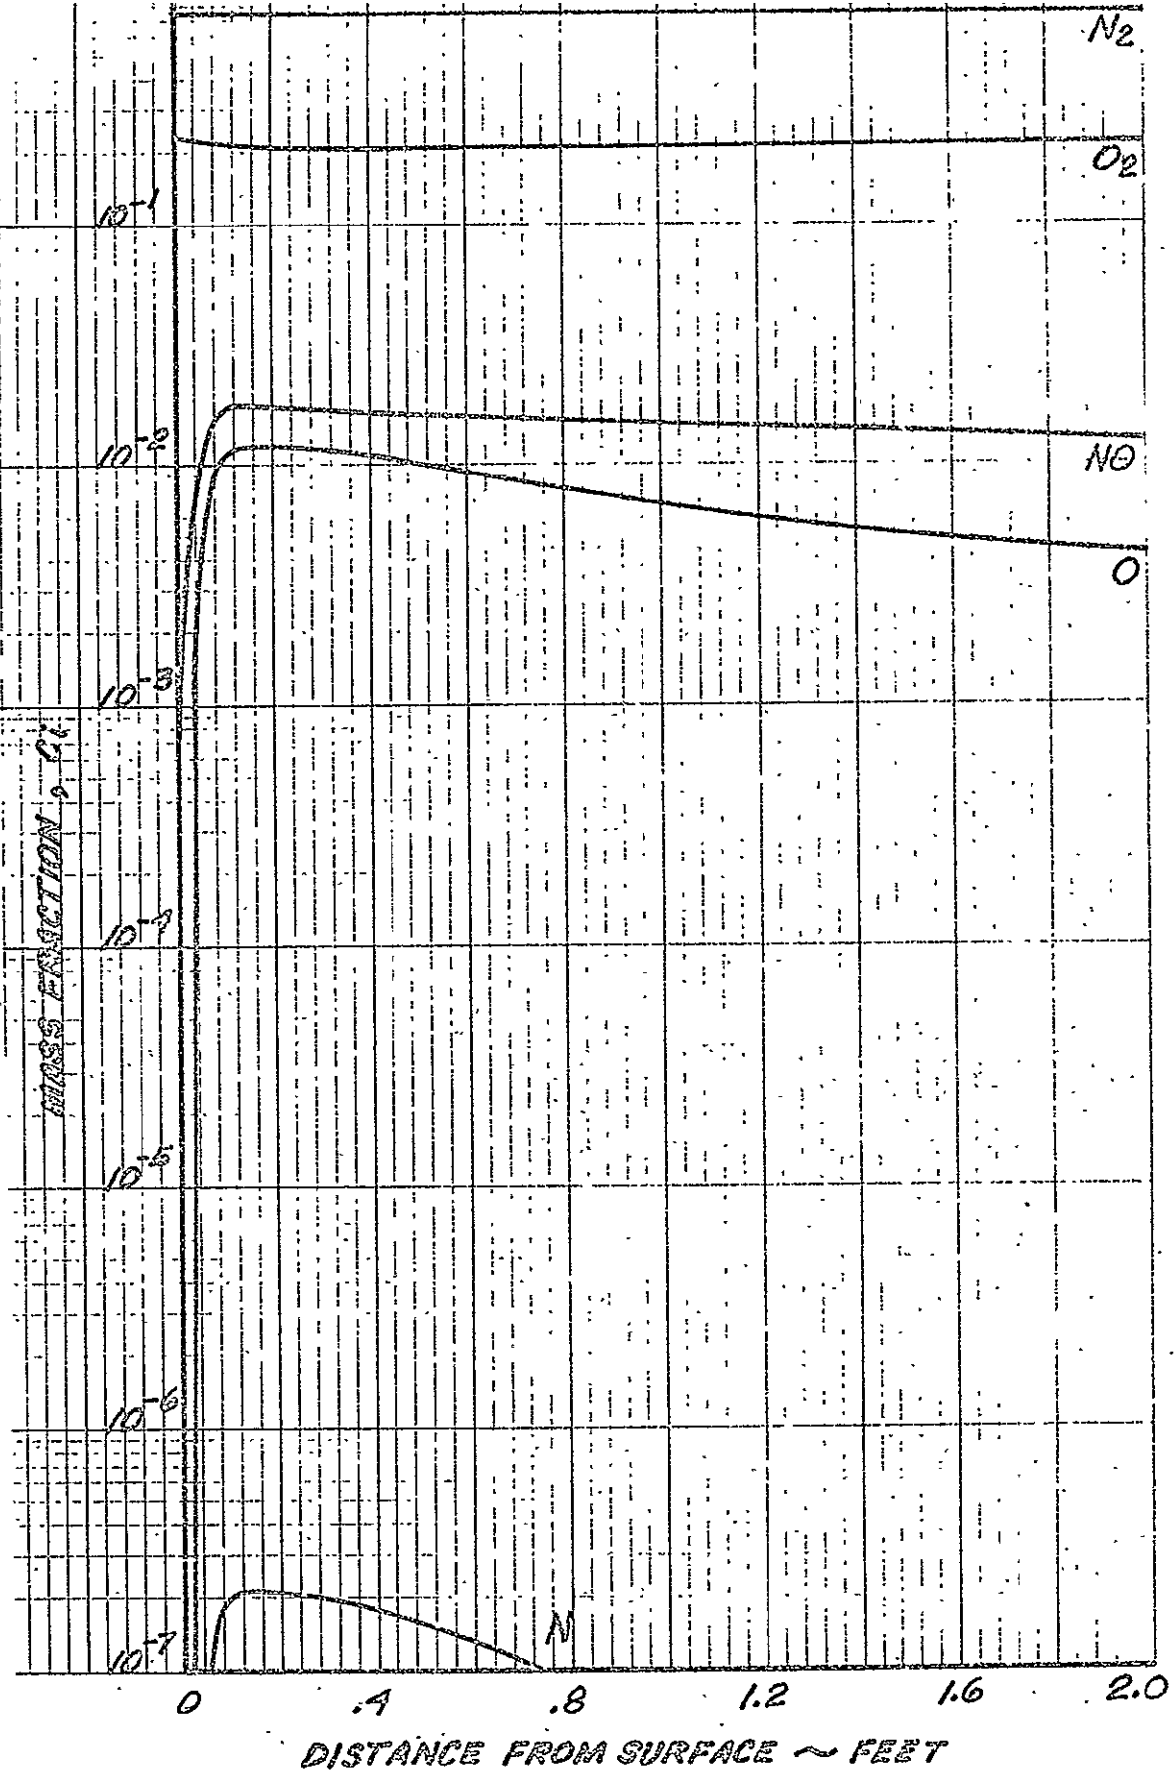 N2
O2
10-1
10-2
NO
O
10-3
MASS FRACTION, Ci
10-4
10-5
10-6
N
10-7
0 .4 .8 1.2 1.6 2.0
DISTANCE FROM SURFACE ~ FEET